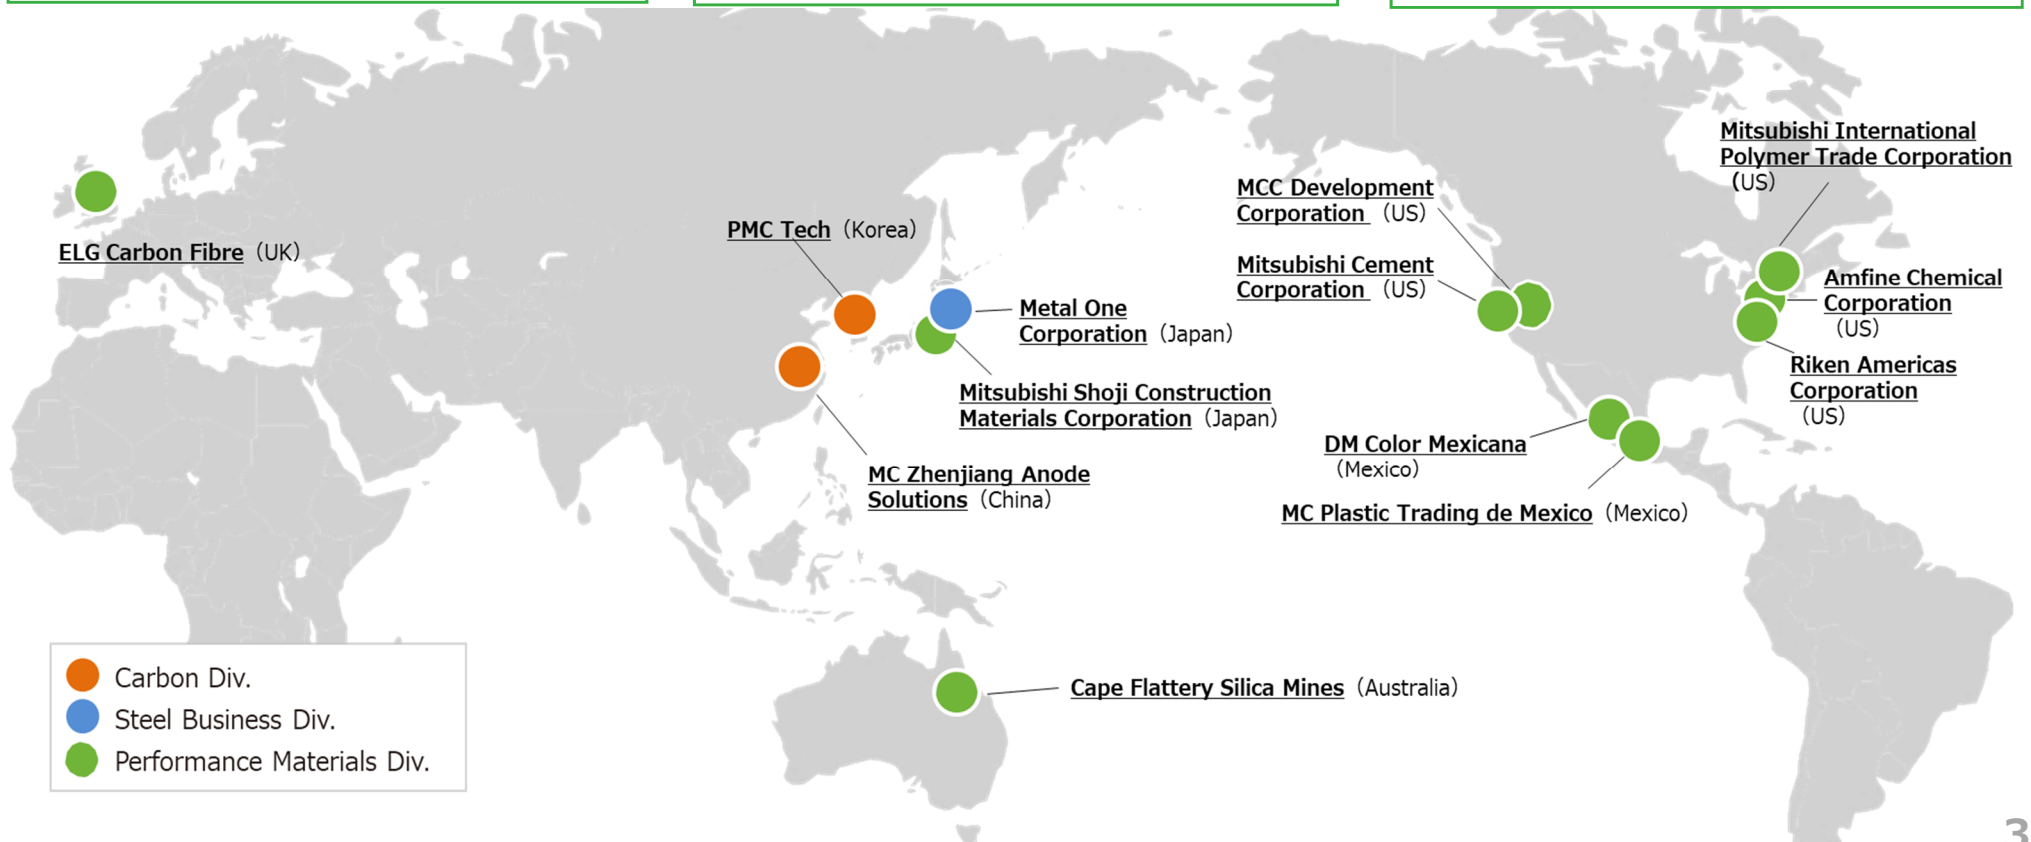 Mitsubishi International
Polymer Trade Corporation
(US)
MCC Development
Corporation (US)
PMC Tech (Korea)
ELG Carbon Fibre (UK)
Mitsubishi Cement
Corporation (US)
Amfine Chemical
Corporation
(US)
Metal One
Corporation (Japan)
Riken Americas
Corporation
(US)
Mitsubishi Shoji Construction
Materials Corporation (Japan)
DM Color Mexicana
(Mexico)
MC Zhenjiang Anode
Solutions (China)
MC Plastic Trading de Mexico (Mexico)
Carbon Div.
Steel Business Div.
Performance Materials Div.
Cape Flattery Silica Mines (Australia)
3